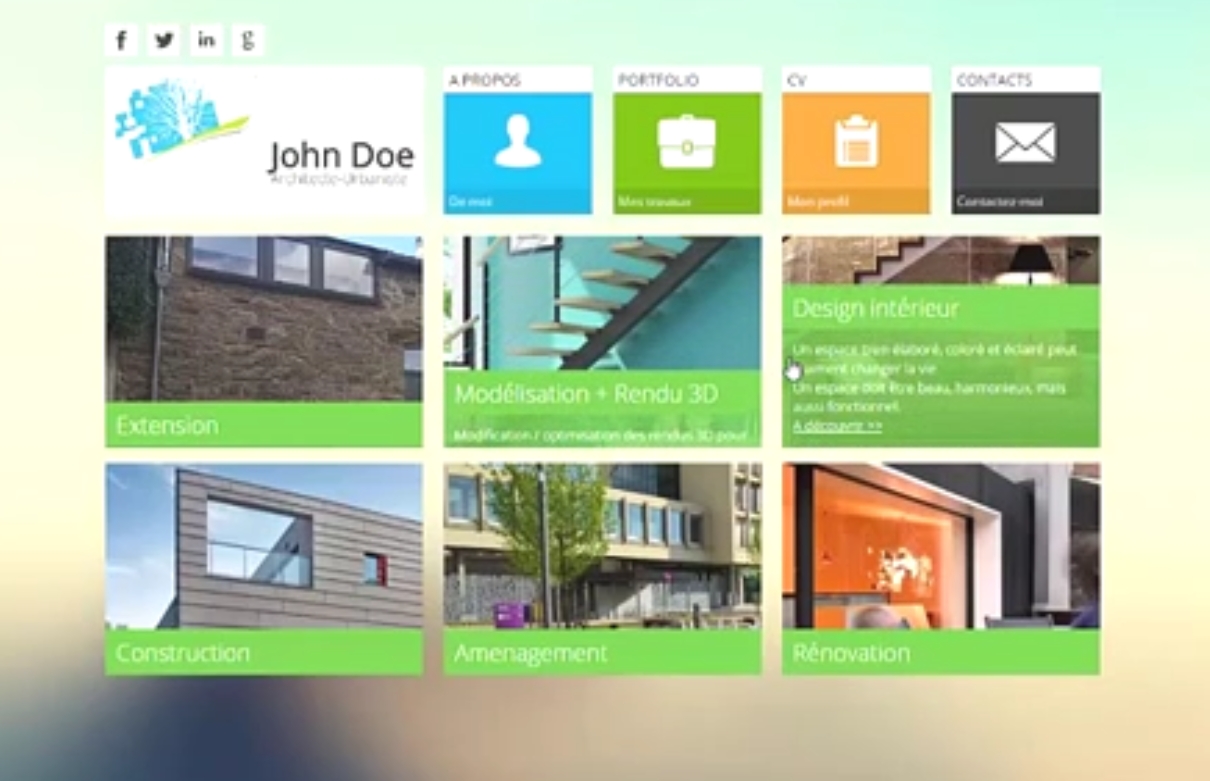 John Doe
Architecte-Urbaniste
A PROPOS
De moi
PORTFOLIO
Mes travaux
CV
Mon profil
CONTACTS
Contactez-moi
Extension
Modélisation + Rendu 3D
Modification / optimisation des rendus 3D pour
Design intérieur
Un espace bien élaboré, coloré et éclairé peut
changer la vie
Un espace doit être beau, harmonieux, mais
aussi fonctionnel.
A découvrir >>
Construction
Amenagement
Rénovation